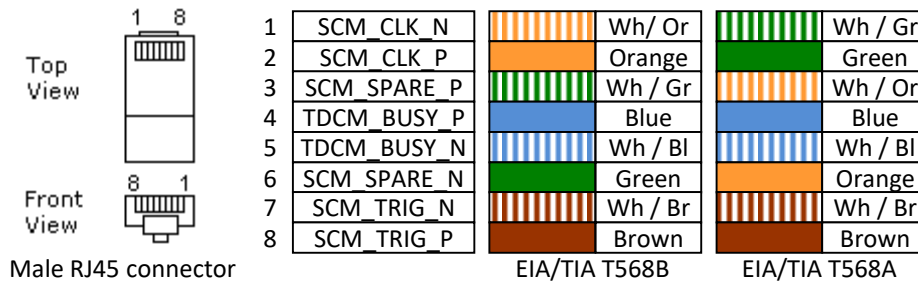 1 8
Top
View
8 1
Front
View
Male RJ45 connector
1 SCM_CLK_N Wh/ Or Wh / Gr
2 SCM_CLK_P Orange Green
3 SCM_SPARE_P Wh / Gr Wh / Or
4 TDCM_BUSY_P Blue Blue
5 TDCM_BUSY_N Wh / Bl Wh / Bl
6 SCM_SPARE_N Green Orange
7 SCM_TRIG_N Wh / Br Wh / Br
8 SCM_TRIG_P Brown Brown
EIA/TIA T568B EIA/TIA T568A